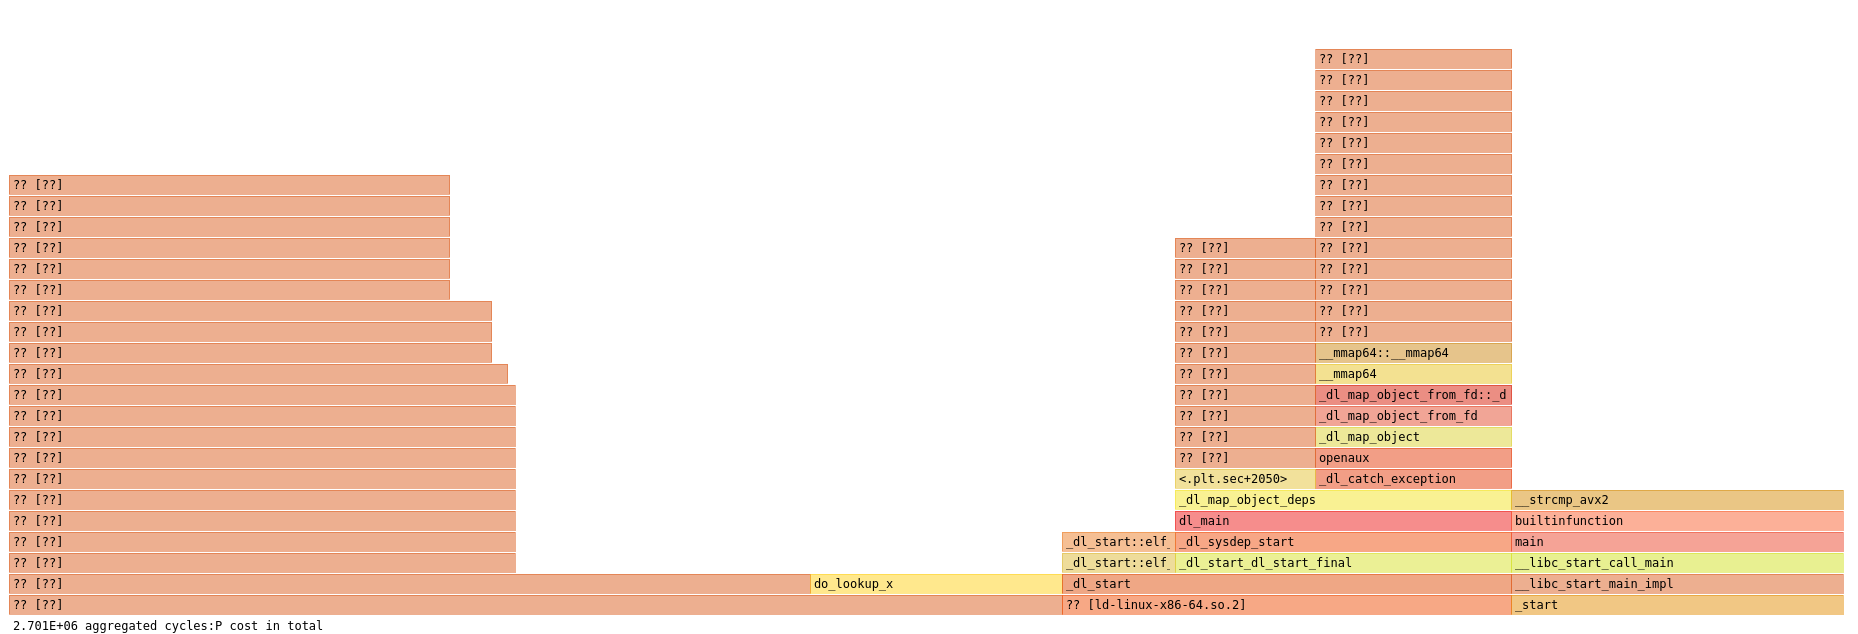 ?? [??]
?? [??]
?? [??]
?? [??]
?? [??]
?? [??]
?? [??] ?? [??]
?? [??] ?? [??]
?? [??] ?? [??]
?? [??] ?? [??] ?? [??]
?? [??] ?? [??] ?? [??]
?? [??] ?? [??] ?? [??]
?? [??] ?? [??] ?? [??]
?? [??] ?? [??] ?? [??]
?? [??] ?? [??] __mmap64::__mmap64
?? [??] ?? [??] __mmap64
?? [??] ?? [??] _dl_map_object_from_fd::_d
?? [??] ?? [??] _dl_map_object_from_fd
?? [??] ?? [??] _dl_map_object
?? [??] ?? [??] openaux
?? [??] <.plt.sec+2050> _dl_catch_exception
?? [??] _dl_map_object_deps __strcmp_avx2
?? [??] dl_main builtinfunction
?? [??] _dl_start::elf_ _dl_sysdep_start main
?? [??] _dl_start::elf_ _dl_start_dl_start_final __libc_start_call_main
?? [??] do_lookup_x _dl_start __libc_start_main_impl
?? [??] ?? [ld-linux-x86-64.so.2] _start
2.701E+06 aggregated cycles:P cost in total